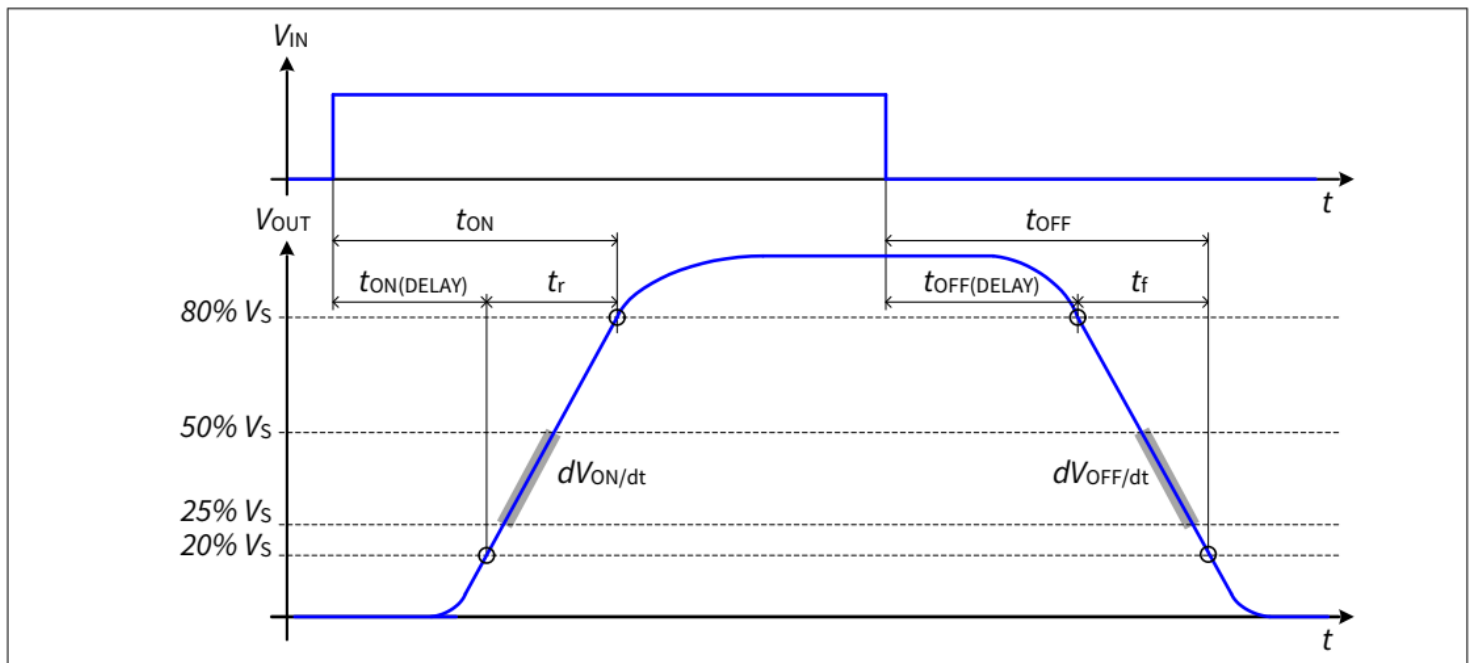 VIN
t
VOUT
tON
tOFF
tON(DELAY)
tr
tOFF(DELAY)
tf
80% VS
50% VS
dVON/dt
dVOFF/dt
25% VS
20% VS
t